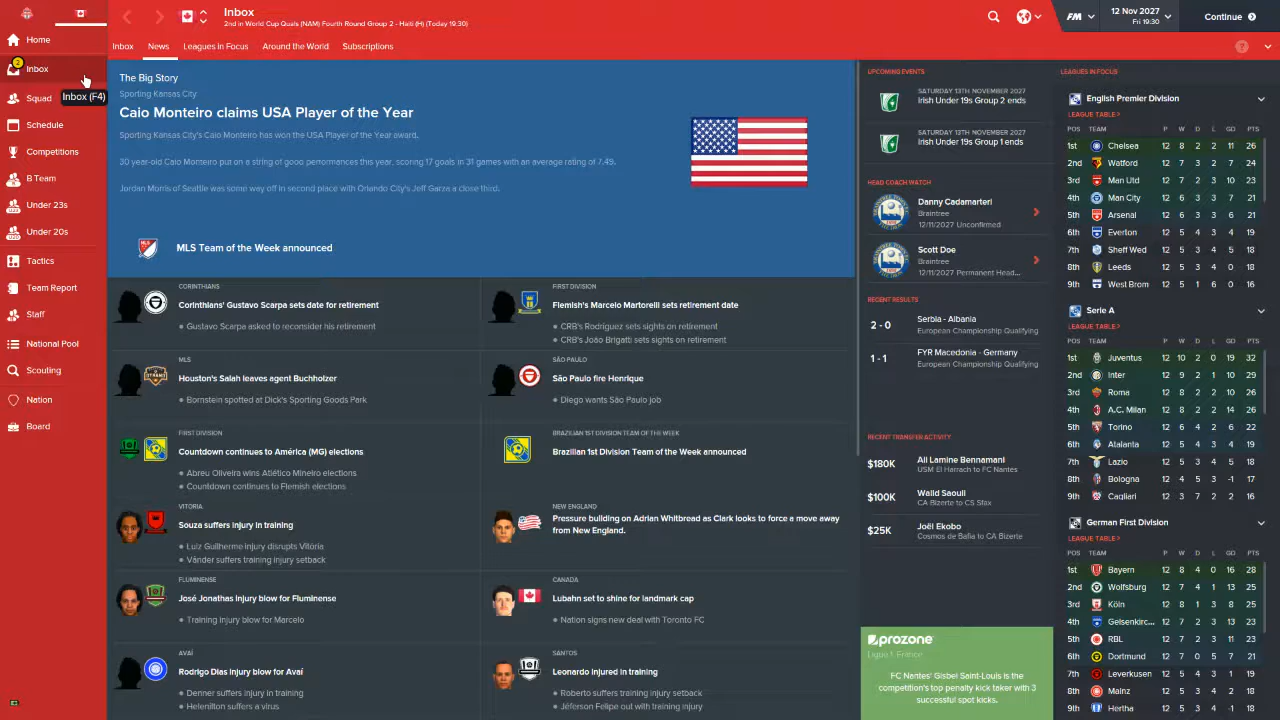 Inbox
2nd in World Cup Quals (NAM) Fourth Round Group 2 - Haiti (H) (Today 19:30)
FM
12 Nov 2027
Fri 19:30
Continue
Inbox
News
Leagues in Focus
Around the World
Subscriptions
Home
2
Inbox
Squad
Inbox (F4)
Schedule
Competitions
B Team
Under 23s
Under 20s
Tactics
Team Report
Staff
National Pool
Scouting
Nation
Board
The Big Story
Sporting Kansas City
Caio Monteiro claims USA Player of the Year
Sporting Kansas City's Caio Monteiro has won the USA Player of the Year award.
30 year-old Caio Monteiro put on a string of good performances this year, scoring 17 goals in 31 games with an average rating of 7.49.
Jordan Morris of Seattle was some way off in second place with Orlando City's Jeff Garza a close third.
MLS Team of the Week announced
CORINTHIANS
Corinthians' Gustavo Scarpa sets date for retirement
• Gustavo Scarpa asked to reconsider his retirement
FIRST DIVISION
Flemish's Marcelo Martorelli sets retirement date
• CRB's Rodríguez sets sights on retirement
• CRB's João Brigatti sets sights on retirement
MLS
Houston's Salah leaves agent Buchholzer
• Bornstein spotted at Dick's Sporting Goods Park
SÃO PAULO
São Paulo fire Henrique
• Diego wants São Paulo job
FIRST DIVISION
Countdown continues to América (MG) elections
• Abreu Oliveira wins Atlético Mineiro elections
• Countdown continues to Flemish elections
BRAZILIAN 1ST DIVISION TEAM OF THE WEEK
Brazilian 1st Division Team of the Week announced
VITÓRIA
Souza suffers injury in training
• Luiz Guilherme injury disrupts Vitória
• Vânder suffers training injury setback
NEW ENGLAND
Pressure building on Adrian Whitbread as Clark looks to force a move away
from New England.
FLUMINENSE
José Jonathas injury blow for Fluminense
• Training injury blow for Marcelo
CANADA
Lubahn set to shine for landmark cap
• Nation signs new deal with Toronto FC
AVAÍ
Rodrigo Dias injury blow for Avaí
• Denner suffers injury in training
• Helenilton suffers a virus
SANTOS
Leonardo injured in training
• Roberto suffers training injury setback
• Jéferson Felipe out with training injury
UPCOMING EVENTS
SATURDAY 13TH NOVEMBER 2027
Irish Under 19s Group 2 ends
SATURDAY 13TH NOVEMBER 2027
Irish Under 19s Group 1 ends
HEAD COACH WATCH
Danny Cadamarteri
Braintree
12/11/2027 Unconfirmed
Scott Doe
Braintree
12/11/2027 Permanent Head...
RECENT RESULTS
2 - 0
Serbia - Albania
European Championship Qualifying
1 - 1
FYR Macedonia - Germany
European Championship Qualifying
RECENT TRANSFER ACTIVITY
$180K
Ali Lamine Bennamani
USM El Harrach to FC Nantes
$100K
Walid Saouli
CA Bizerte to CS Sfax
$25K
Joël Ekobo
Cosmos de Bafia to CA Bizerte
prozone
Ligue 1, France
FC Nantes' Gisbel Saint-Louis is the
competition's top penalty kick taker with 3
successful spot kicks.
LEAGUES IN FOCUS
English Premier Division
LEAGUE TABLE>
POS TEAM P W D L GD PTS
1st Chelsea 12 8 2 2 11 26
2nd Watford 12 7 3 2 7 24
3rd Man Utd 12 7 2 3 10 23
4th Man City 12 6 3 3 9 21
5th Arsenal 12 6 3 3 6 21
6th Everton 12 5 4 3 4 19
7th Sheff Wed 12 5 3 4 5 18
8th Leeds 12 5 3 4 0 18
9th West Brom 12 5 1 6 0 16
Serie A
LEAGUE TABLE>
POS TEAM P W D L GD PTS
1st Juventus 12 10 2 0 19 32
2nd Inter 12 9 2 1 10 29
3rd Roma 12 8 2 2 6 26
4th A.C. Milan 12 8 2 2 14 26
5th Torino 12 6 4 2 6 22
6th Atalanta 12 5 4 3 4 19
7th Lazio 12 5 3 4 5 18
8th Bologna 12 4 5 3 -1 17
9th Cagliari 12 3 7 2 2 16
German First Division
LEAGUE TABLE>
POS TEAM P W D L GD PTS
1st Bayern 12 8 4 0 16 28
2nd Wolfsburg 12 7 4 1 13 25
3rd Köln 12 8 1 3 8 25
4th Gelsenkirc... 12 7 2 3 13 23
5th RBL 12 7 2 3 11 23
6th Dortmund 12 7 0 5 7 21
7th Leverkusen 12 5 4 3 1 19
8th Mainz 12 5 3 4 2 18
9th Hertha 12 5 3 4 -1 18